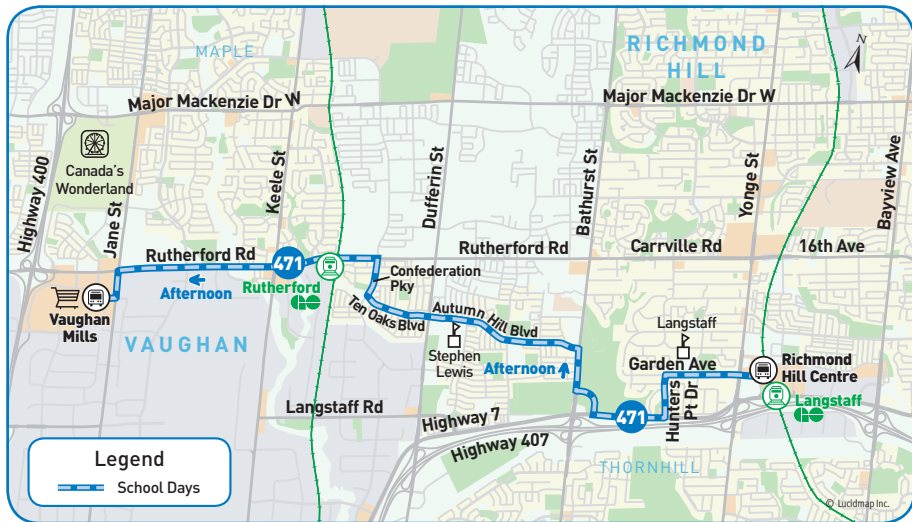 MAPLE
RICHMOND
HILL
N
Major Mackenzie Dr W
Major Mackenzie Dr W
Canada's
Wonderland
Highway 400
Jane St
Keele St
Dufferin St
Bathurst St
Yonge St
Bayview Ave
Rutherford Rd
471
Rutherford
Rutherford Rd
Carrville Rd
16th Ave
Afternoon
Confederation
Pky
Vaughan
Mills
VAUGHAN
Ten Oaks Blvd
Autumn Hill Blvd
Stephen
Lewis
Afternoon
Langstaff
Garden Ave
Richmond
Hill Centre
Hunters
Pt Dr
Langstaff
Langstaff Rd
Highway 7
471
Highway 407
THORNHILL
Legend
School Days
© Lucidmap Inc.